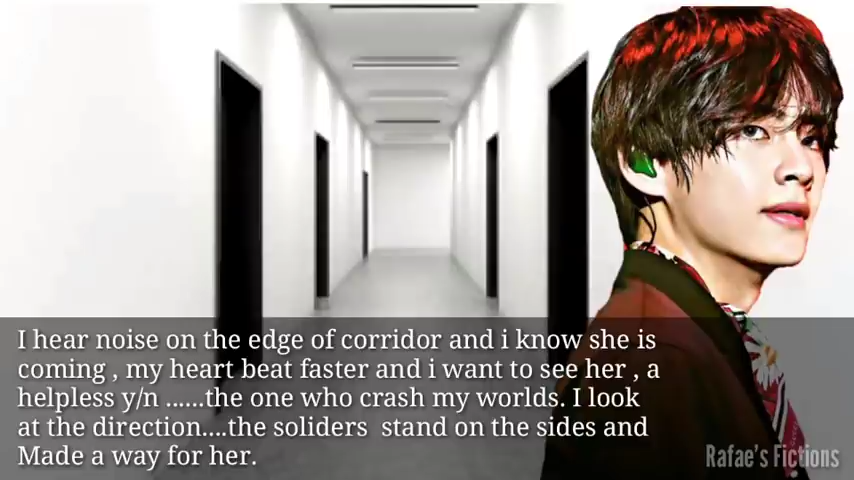 I hear noise on the edge of corridor and i know she is
coming , my heart beat faster and i want to see her , a
helpless y/n ......the one who crash my worlds. I look
at the direction....the soliders  stand on the sides and
Made a way for her.
Rafae's Fictions